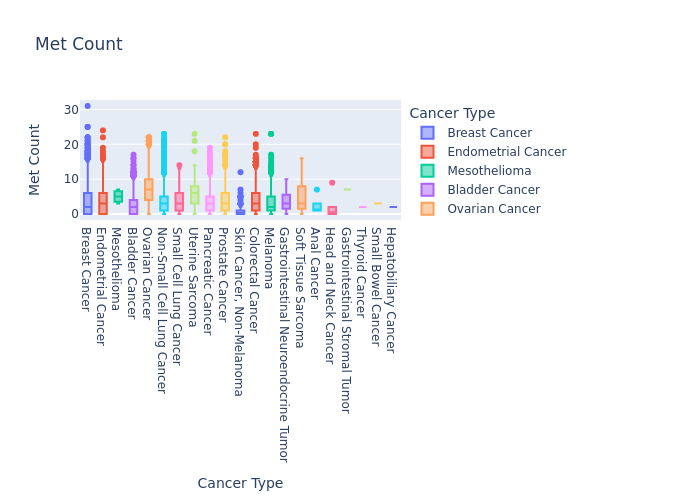 Met Count
Met Count
30
20
10
0
Breast Cancer
Endometrial Cancer
Mesothelioma
Bladder Cancer
Ovarian Cancer
Non-Small Cell Lung Cancer
Small Cell Lung Cancer
Uterine Sarcoma
Pancreatic Cancer
Prostate Cancer
Skin Cancer, Non-Melanoma
Colorectal Cancer
Melanoma
Gastrointestinal Neuroendocrine Tumor
Soft Tissue Sarcoma
Anal Cancer
Head and Neck Cancer
Gastrointestinal Stromal Tumor
Thyroid Cancer
Small Bowel Cancer
Hepatobiliary Cancer
Cancer Type
Cancer Type
Breast Cancer
Endometrial Cancer
Mesothelioma
Bladder Cancer
Ovarian Cancer